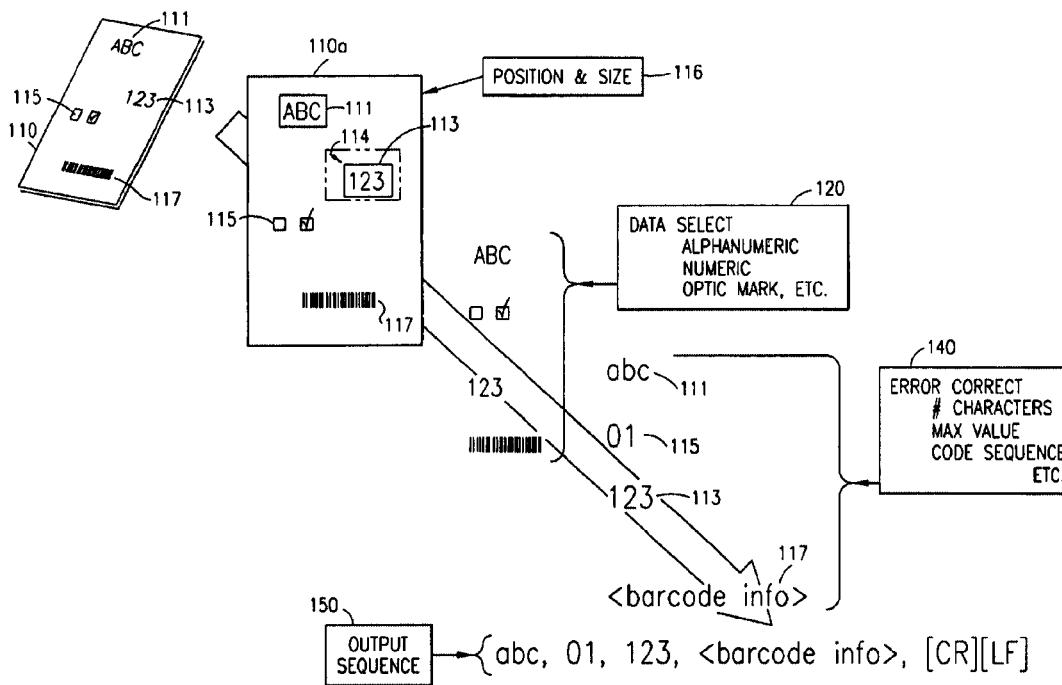 111
ABC
115
123
113
110
117
110a
ABC
111
114
113
123
115
117
POSITION & SIZE
116
120
DATA SELECT
ALPHANUMERIC
NUMERIC
OPTIC MARK, ETC.
ABC
123
abc
111
01
115
123
113
117
<barcode info>
140
ERROR CORRECT
# CHARACTERS
MAX VALUE
CODE SEQUENCE
ETC.
150
OUTPUT
SEQUENCE
abc, 01, 123, <barcode info>, [CR][LF]